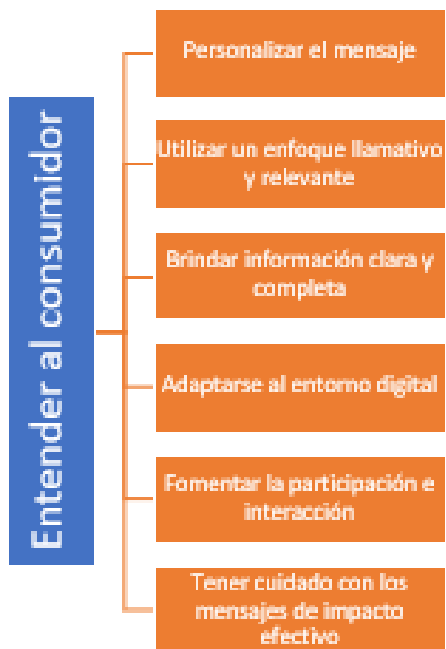 Entender al consumidor
Personalizar el mensaje
Utilizar un enfoque llamativo
y relevante
Brindar información clara y
completa
Adaptarse al entorno digital
Fomentar la participación e
interacción
Tener cuidado con los
mensajes de impacto
efectivo